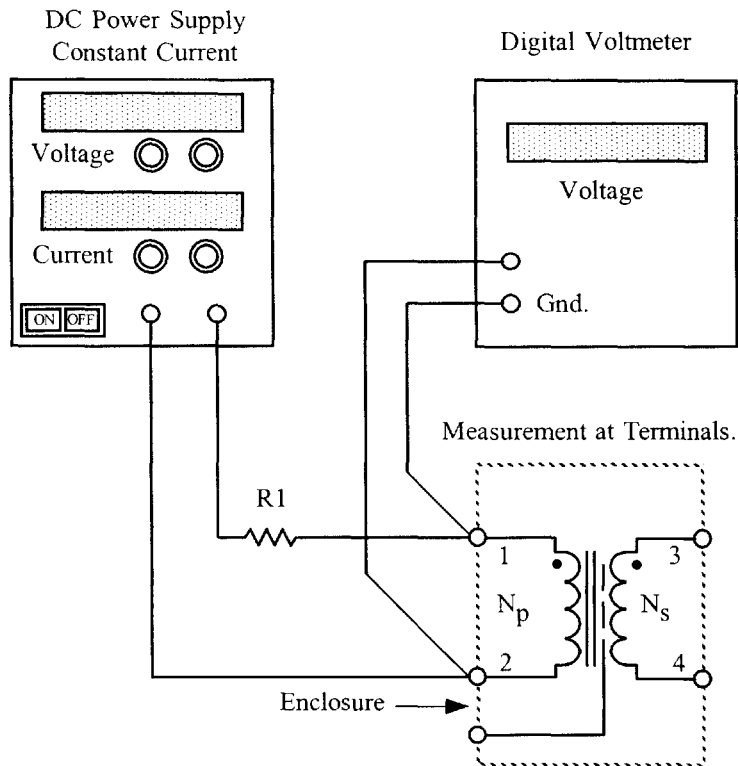 DC Power Supply
Constant Current
Digital Voltmeter
Voltage
Current
ON OFF
Voltage
Gnd.
Measurement at Terminals.
R1
1
2
Np
Ns
3
4
Enclosure